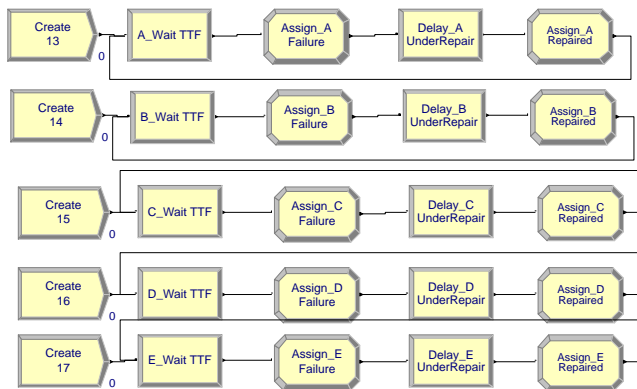 Create
13
0
A_Wait TTF
Assign_A
Failure
Delay_A
UnderRepair
Assign_A
Repaired
Create
14
0
B_Wait TTF
Assign_B
Failure
Delay_B
UnderRepair
Assign_B
Repaired
Create
15
0
C_Wait TTF
Assign_C
Failure
Delay_C
UnderRepair
Assign_C
Repaired
Create
16
0
D_Wait TTF
Assign_D
Failure
Delay_D
UnderRepair
Assign_D
Repaired
Create
17
0
E_Wait TTF
Assign_E
Failure
Delay_E
UnderRepair
Assign_E
Repaired